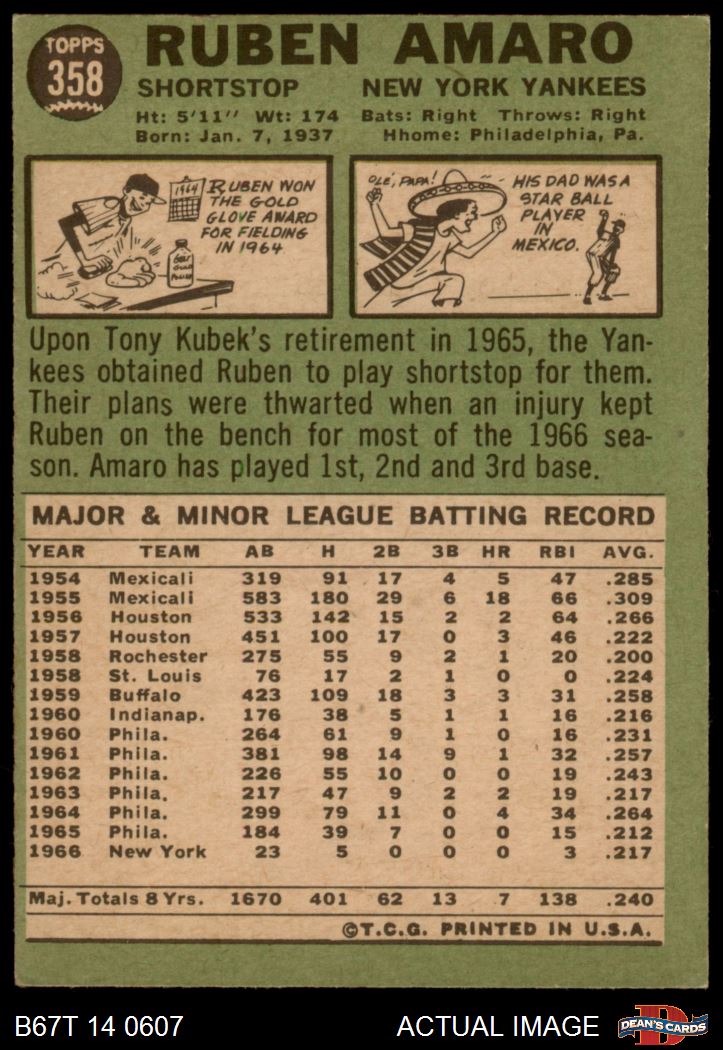 TOPPS
358
RUBEN AMARO
SHORTSTOP NEW YORK YANKEES
Ht: 5'11" Wt: 174 Bats: Right Throws: Right
Born: Jan. 7, 1937 Hhome: Philadelphia, Pa.
1964
RUBEN WON
THE GOLD
GLOVE AWARD
FOR FIELDING
IN 1964
GOLD
OLE', PAPA!
HIS DAD WAS A
STAR BALL
PLAYER
IN
MEXICO.
Upon Tony Kubek's retirement in 1965, the Yan-
kees obtained Ruben to play shortstop for them.
Their plans were thwarted when an injury kept
Ruben on the bench for most of the 1966 sea-
son. Amaro has played 1st, 2nd and 3rd base.
MAJOR & MINOR LEAGUE BATTING RECORD
YEAR TEAM AB H 2B 3B HR RBI AVG.
1954 Mexicali 319 91 17 4 5 47 .285
1955 Mexicali 583 180 29 6 18 66 .309
1956 Houston 533 142 15 2 2 64 .266
1957 Houston 451 100 17 0 3 46 .222
1958 Rochester 275 55 9 2 1 20 .200
1958 St. Louis 76 17 2 1 0 0 .224
1959 Buffalo 423 109 18 3 3 31 .258
1960 Indianap. 176 38 5 1 1 16 .216
1960 Phila. 264 61 9 1 0 16 .231
1961 Phila. 381 98 14 9 1 32 .257
1962 Phila. 226 55 10 0 0 19 .243
1963 Phila. 217 47 9 2 2 19 .217
1964 Phila. 299 79 11 0 4 34 .264
1965 Phila. 184 39 7 0 0 15 .212
1966 New York 23 5 0 0 0 3 .217
Maj. Totals 8 Yrs. 1670 401 62 13 7 138 .240
©T.C.G. PRINTED IN U.S.A.
B67T 14 0607 ACTUAL IMAGE D DEAN'S CARDS